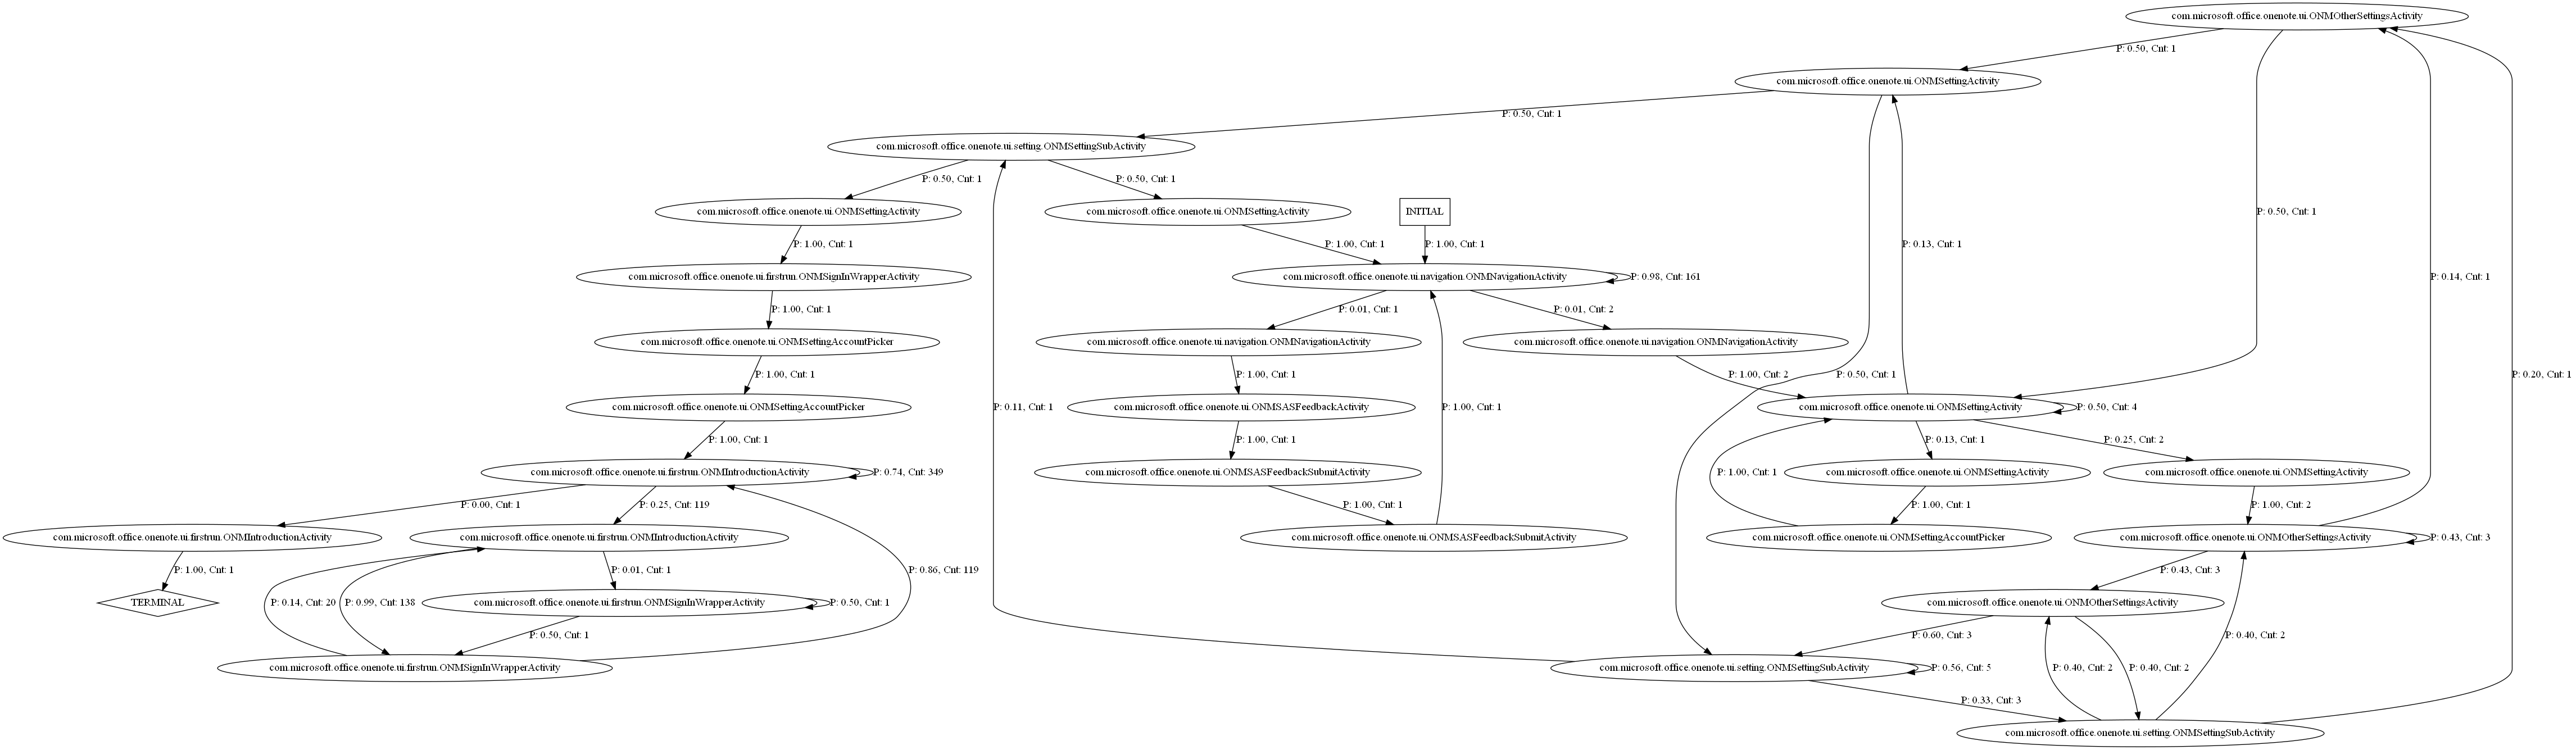 com.microsoft.office.onenote.ui.ONMOtherSettingsActivity
P: 0.50, Cnt: 1
com.microsoft.office.onenote.ui.ONMSettingActivity
P: 0.50, Cnt: 1
com.microsoft.office.onenote.ui.setting.ONMSettingSubActivity
P: 0.50, Cnt: 1
P: 0.50, Cnt: 1
com.microsoft.office.onenote.ui.ONMSettingActivity
com.microsoft.office.onenote.ui.ONMSettingActivity
INITIAL
P: 0.50, Cnt: 1
P: 1.00, Cnt: 1
P: 1.00, Cnt: 1
P: 1.00, Cnt: 1
P: 0.13, Cnt: 1
com.microsoft.office.onenote.ui.firstrun.ONMSignInWrapperActivity
com.microsoft.office.onenote.ui.navigation.ONMNavigationActivity
P: 0.98, Cnt: 161
P: 0.14, Cnt: 1
P: 1.00, Cnt: 1
P: 0.01, Cnt: 1
P: 0.01, Cnt: 2
com.microsoft.office.onenote.ui.ONMSettingAccountPicker
com.microsoft.office.onenote.ui.navigation.ONMNavigationActivity
com.microsoft.office.onenote.ui.navigation.ONMNavigationActivity
P: 1.00, Cnt: 1
P: 1.00, Cnt: 1
P: 1.00, Cnt: 2
P: 0.50, Cnt: 1
P: 0.20, Cnt: 1
com.microsoft.office.onenote.ui.ONMSettingAccountPicker
P: 0.11, Cnt: 1
com.microsoft.office.onenote.ui.ONMSASFeedbackActivity
P: 1.00, Cnt: 1
com.microsoft.office.onenote.ui.ONMSettingActivity
P: 0.50, Cnt: 4
P: 1.00, Cnt: 1
P: 1.00, Cnt: 1
P: 0.13, Cnt: 1
P: 0.25, Cnt: 2
com.microsoft.office.onenote.ui.firstrun.ONMIntroductionActivity
P: 0.74, Cnt: 349
com.microsoft.office.onenote.ui.ONMSASFeedbackSubmitActivity
P: 1.00, Cnt: 1
com.microsoft.office.onenote.ui.ONMSettingActivity
com.microsoft.office.onenote.ui.ONMSettingActivity
P: 0.00, Cnt: 1
P: 0.25, Cnt: 119
P: 1.00, Cnt: 1
P: 1.00, Cnt: 1
P: 1.00, Cnt: 2
com.microsoft.office.onenote.ui.firstrun.ONMIntroductionActivity
com.microsoft.office.onenote.ui.firstrun.ONMIntroductionActivity
com.microsoft.office.onenote.ui.ONMSASFeedbackSubmitActivity
com.microsoft.office.onenote.ui.ONMSettingAccountPicker
com.microsoft.office.onenote.ui.ONMOtherSettingsActivity
P: 0.43, Cnt: 3
P: 1.00, Cnt: 1
P: 0.01, Cnt: 1
P: 0.86, Cnt: 119
P: 0.43, Cnt: 3
TERMINAL
P: 0.14, Cnt: 20
P: 0.99, Cnt: 138
com.microsoft.office.onenote.ui.firstrun.ONMSignInWrapperActivity
P: 0.50, Cnt: 1
com.microsoft.office.onenote.ui.ONMOtherSettingsActivity
P: 0.50, Cnt: 1
P: 0.60, Cnt: 3
P: 0.40, Cnt: 2
com.microsoft.office.onenote.ui.firstrun.ONMSignInWrapperActivity
com.microsoft.office.onenote.ui.setting.ONMSettingSubActivity
P: 0.56, Cnt: 5
P: 0.40, Cnt: 2
P: 0.40, Cnt: 2
P: 0.33, Cnt: 3
com.microsoft.office.onenote.ui.setting.ONMSettingSubActivity